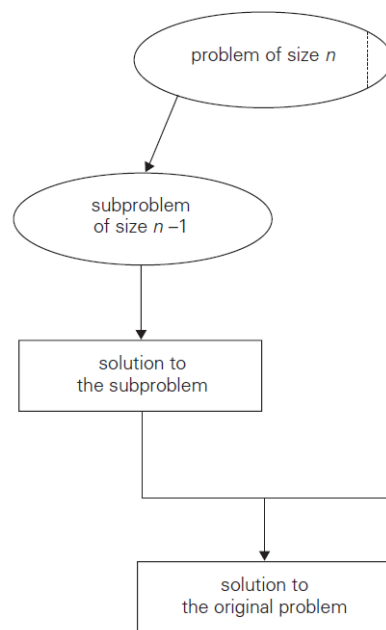 problem of size n
subproblem
of size n –1
solution to
the subproblem
solution to
the original problem